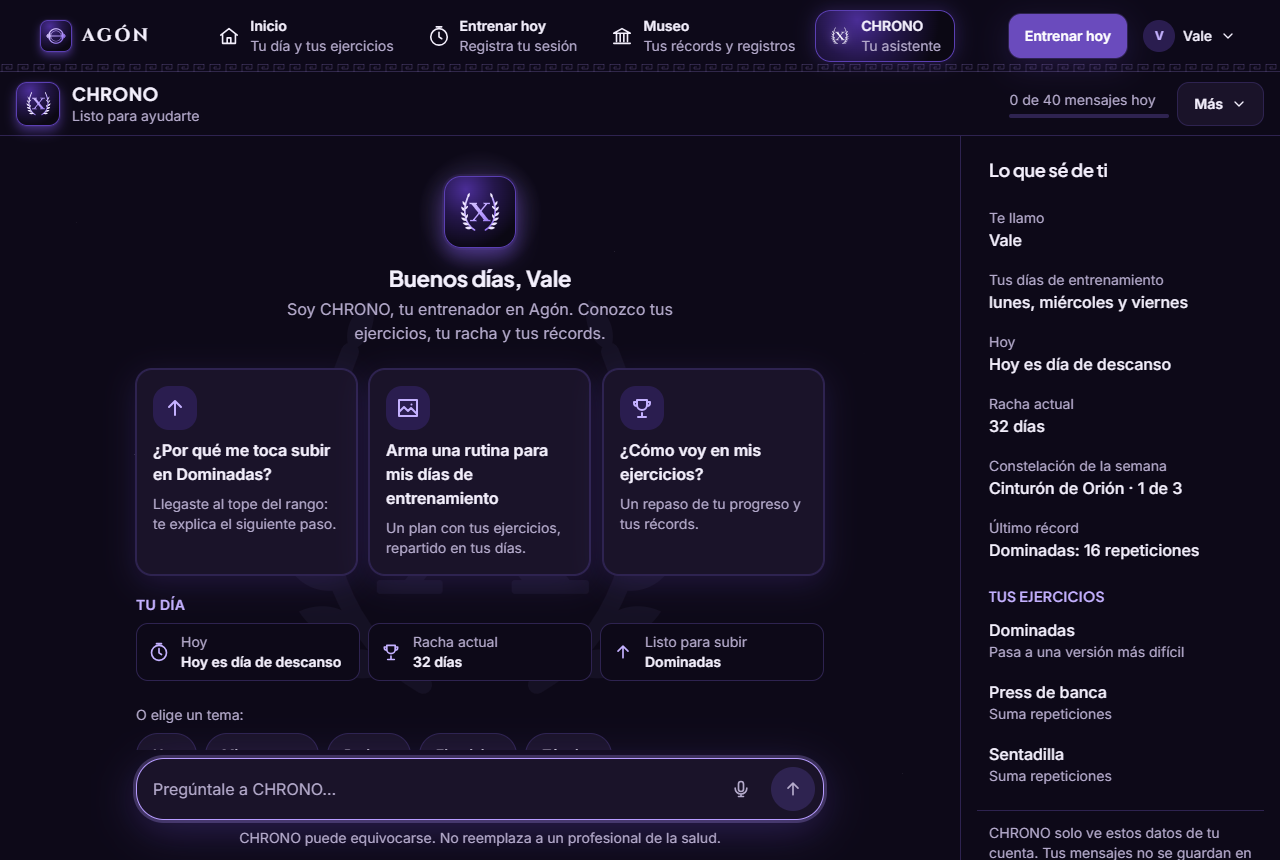 AGÓN
Inicio
Tu día y tus ejercicios
Entrenar hoy
Registra tu sesión
Museo
Tus récords y registros
CHRONO
Tu asistente
Entrenar hoy
V
Vale
CHRONO
Listo para ayudarte
0 de 40 mensajes hoy
Más
X
Buenos días, Vale
Soy CHRONO, tu entrenador en Agón. Conozco tus
ejercicios, tu racha y tus récords.
¿Por qué me toca subir
en Dominadas?
Llegaste al tope del rango:
te explica el siguiente paso.
Arma una rutina para
mis días de
entrenamiento
Un plan con tus ejercicios,
repartido en tus días.
¿Cómo voy en mis
ejercicios?
Un repaso de tu progreso y
tus récords.
TU DÍA
Hoy
Hoy es día de descanso
Racha actual
32 días
Listo para subir
Dominadas
O elige un tema:
Pregúntale a CHRONO...
CHRONO puede equivocarse. No reemplaza a un profesional de la salud.
Lo que sé de ti
Te llamo
Vale
Tus días de entrenamiento
lunes, miércoles y viernes
Hoy
Hoy es día de descanso
Racha actual
32 días
Constelación de la semana
Cinturón de Orión · 1 de 3
Último récord
Dominadas: 16 repeticiones
TUS EJERCICIOS
Dominadas
Pasa a una versión más difícil
Press de banca
Suma repeticiones
Sentadilla
Suma repeticiones
CHRONO solo ve estos datos de tu
cuenta. Tus mensajes no se guardan en